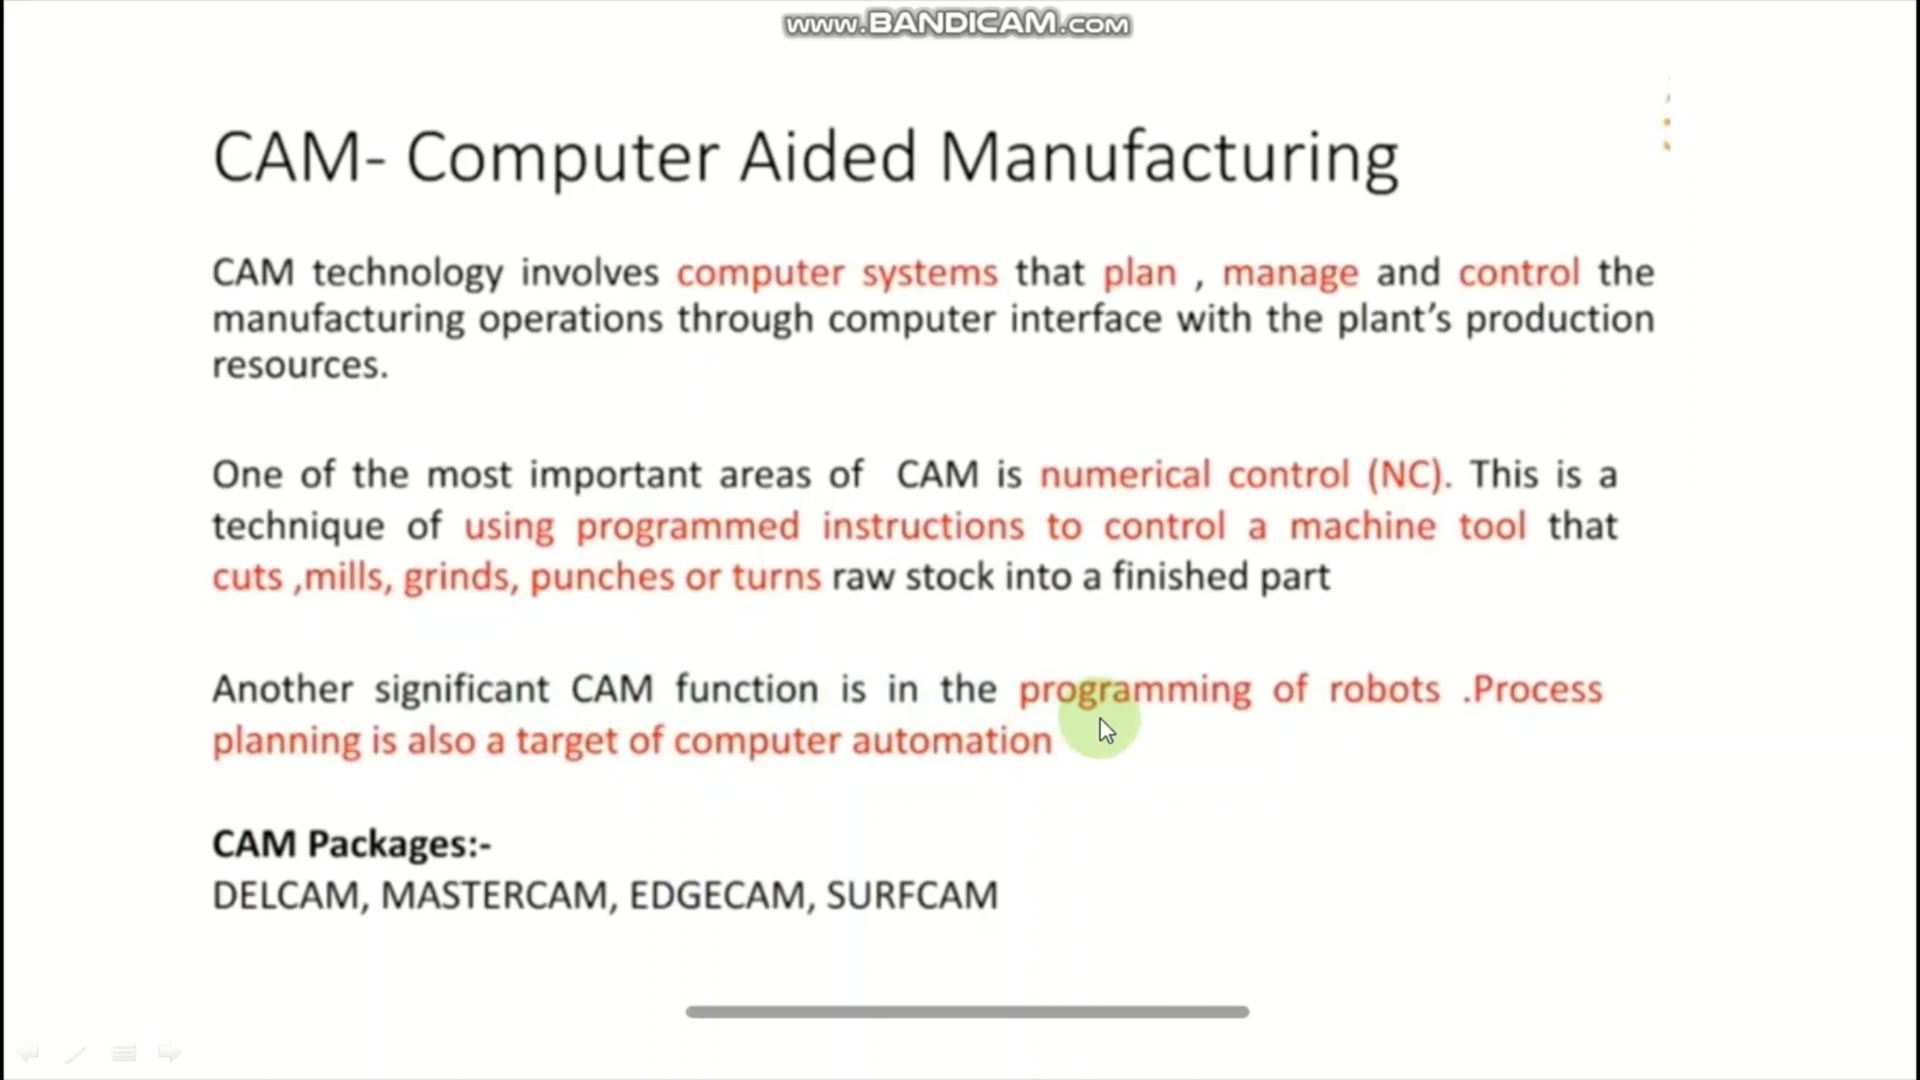 www.BANDICAM.com
CAM- Computer Aided Manufacturing
CAM technology involves computer systems that plan , manage and control the
manufacturing operations through computer interface with the plant's production
resources.
One of the most important areas of CAM is numerical control (NC). This is a
technique of using programmed instructions to control a machine tool that
cuts ,mills, grinds, punches or turns raw stock into a finished part
Another significant CAM function is in the programming of robots .Process
planning is also a target of computer automation
CAM Packages:-
DELCAM, MASTERCAM, EDGECAM, SURFCAM